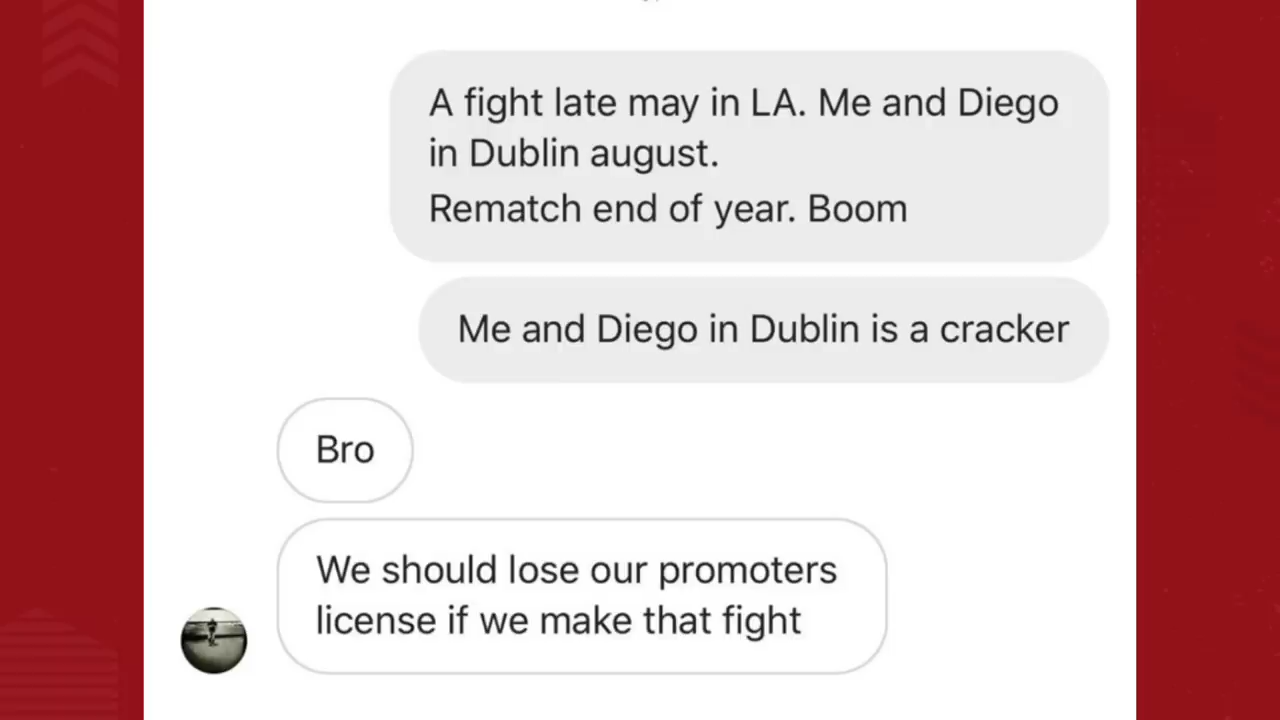 A fight late may in LA. Me and Diego
in Dublin august.
Rematch end of year. Boom
Me and Diego in Dublin is a cracker
Bro
We should lose our promoters
license if we make that fight